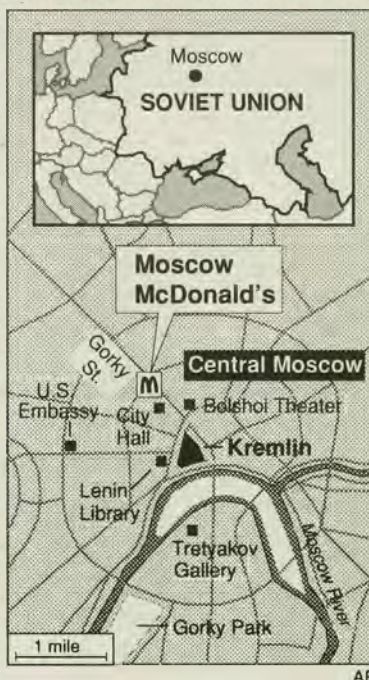 Moscow
SOVIET UNION
Moscow
McDonald's
Gorky
St.
m
Central Moscow
U.S.
Embassy
City
Hall
Bolshoi Theater
Kremlin
Lenin
Library
Tretyakov
Gallery
Moscow River
Gorky Park
1 mile
AP